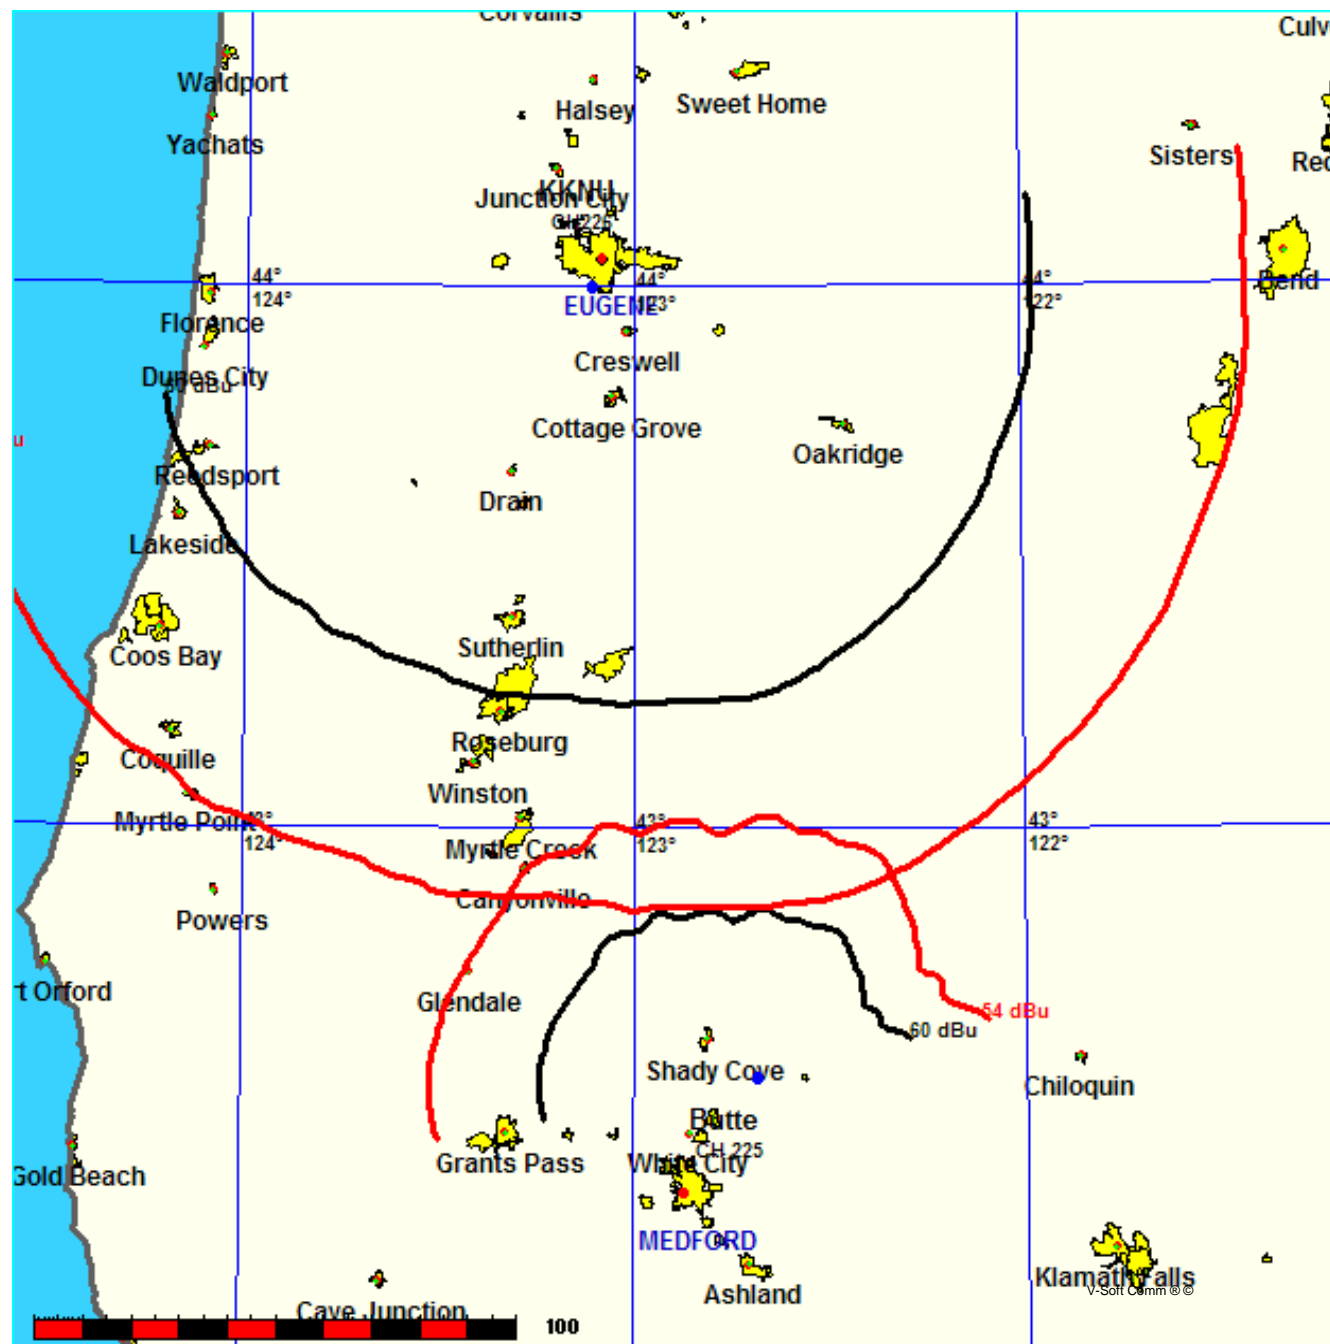 Corvallis
Culv
Waldport
Halsey
Sweet Home
Yachats
Sisters
Red
KKNU
Junction City
CH 226
44°
124°
44°
123°
44°
122°
Bend
EUGENE
Florence
Creswell
Dunes City
60 dBu
Cottage Grove
u
Oakridge
Reedsport
Drain
Lakeside
Sutherlin
Coos Bay
Roseburg
Coquille
Winston
Myrtle Point
43°
124°
43°
123°
43°
122°
Myrtle Creek
Canyonville
Powers
t Orford
Glendale
54 dBu
60 dBu
Shady Cove
Chiloquin
Butte
CH 225
Grants Pass
White City
Gold Beach
MEDFORD
Klamath Falls
V-Soft Comm ® ©
Ashland
Cave Junction
100